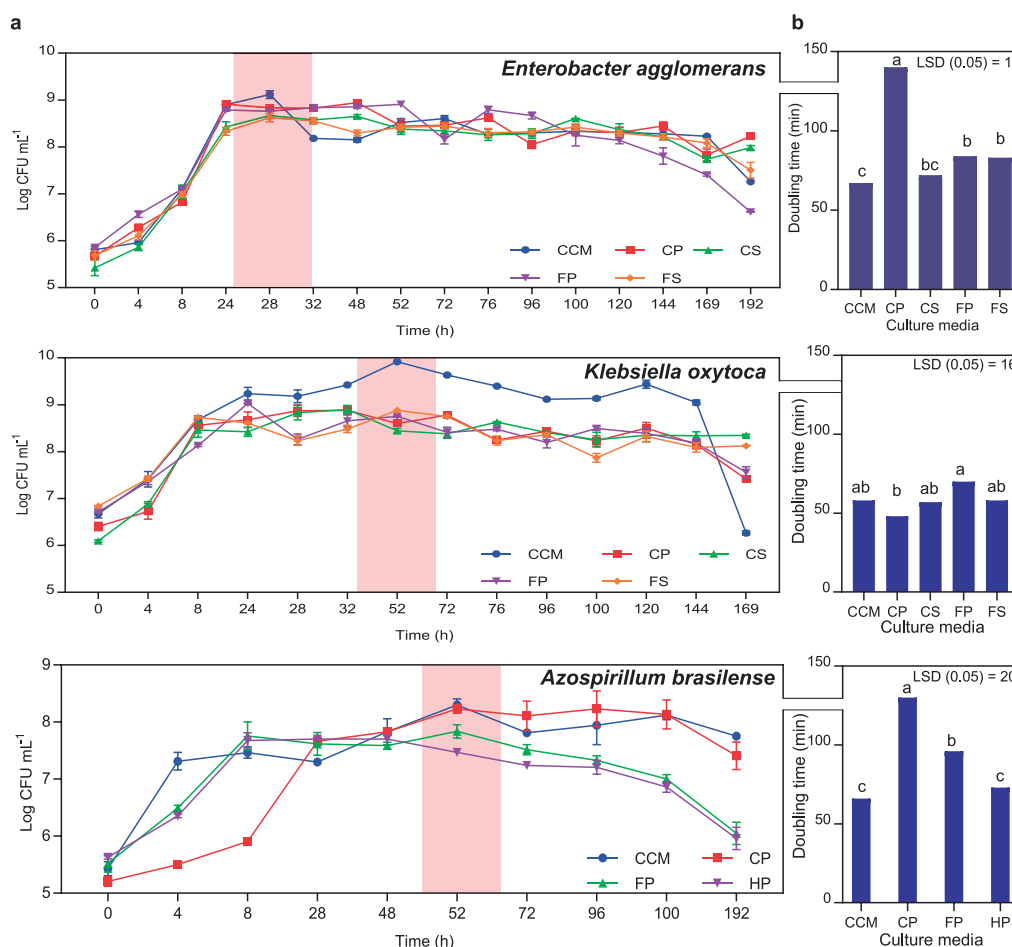 a
Enterobacter agglomerans
Log CFU mL⁻¹
10
9
8
7
6
5
CCM CP CS
FP FS
0 4 8 24 28 32 48 52 72 76 96 100 120 144 169 192
Time (h)
Klebsiella oxytoca
Log CFU mL⁻¹
10
9
8
7
6
5
CCM CP CS
FP FS
0 4 8 24 28 32 52 72 76 96 100 120 144 169
Time (h)
Azospirillum brasilense
Log CFU mL⁻¹
9
8
7
6
5
CCM CP
FP HP
0 4 8 28 48 52 72 96 100 192
Time (h)
b
LSD (0.05) = 1
Doubling time (min)
150
100
50
0
c a bc b b
CCM CP CS FP FS
Culture media
LSD (0.05) = 16
Doubling time (min)
150
100
50
0
ab b ab a ab
CCM CP CS FP FS
Culture media
LSD (0.05) = 20
Doubling time (min)
150
100
50
0
c a b c
CCM CP FP HP
Culture media